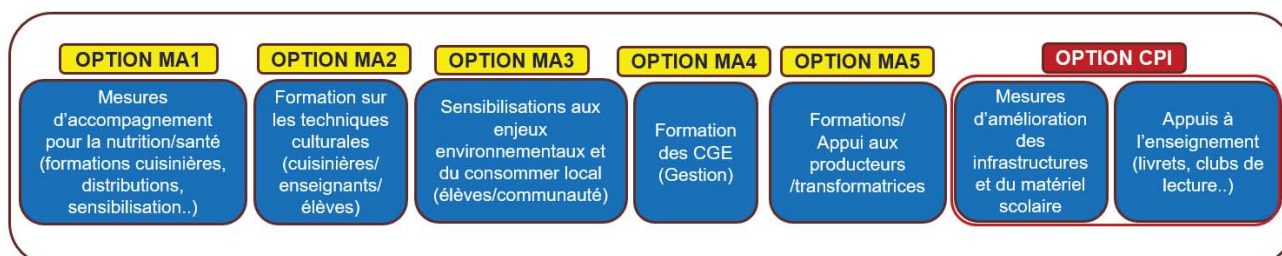 OPTION MA1
Mesures
d'accompagnement
pour la nutrition/santé
(formations cuisinières,
distributions,
sensibilisation..)
OPTION MA2
Formation sur
les techniques
culturales
(cuisinières/
enseignants/
élèves)
OPTION MA3
Sensibilisations aux
enjeux
environnementaux et
du consommer local
(élèves/communauté)
OPTION MA4
Formation
des CGE
(Gestion)
OPTION MA5
Formations/
Appui aux
producteurs
/transformatrices
OPTION CPI
Mesures
d'amélioration
des
infrastructures
et du matériel
scolaire
Appuis à
l'enseignement
(livrets, clubs de
lecture..)